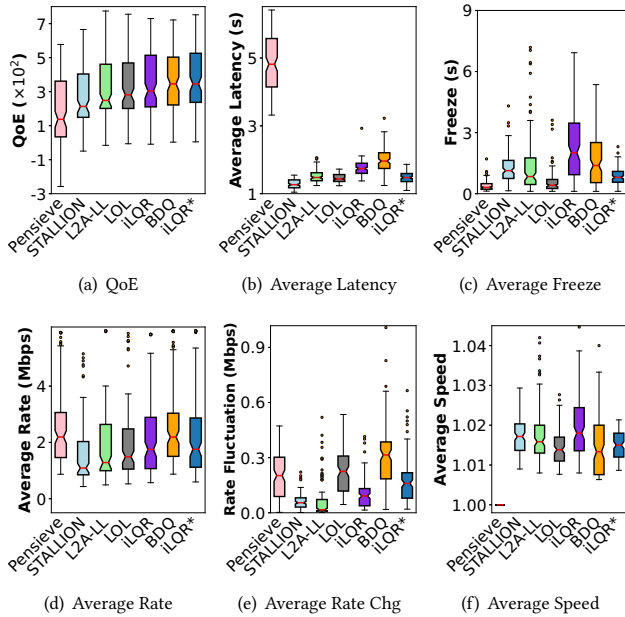 QoE (×10²)
7
5
3
1
-1
-3
Pensieve
STALLION
L2A-LL
LOL
iLQR
BDQ
iLQR*
(a) QoE
Average Latency (s)
5
3
1
Pensieve
STALLION
L2A-LL
LOL
iLQR
BDQ
iLQR*
(b) Average Latency
Freeze (s)
9
6
3
0
Pensieve
STALLION
L2A-LL
LOL
iLQR
BDQ
iLQR*
(c) Average Freeze
Average Rate (Mbps)
4
2
0
Pensieve
STALLION
L2A-LL
LOL
iLQR
BDQ
iLQR*
(d) Average Rate
Rate Fluctuation (Mbps)
0.9
0.6
0.3
0.0
Pensieve
STALLION
L2A-LL
LOL
iLQR
BDQ
iLQR*
(e) Average Rate Chg
Average Speed
1.04
1.03
1.02
1.01
1.00
Pensieve
STALLION
L2A-LL
LOL
iLQR
BDQ
iLQR*
(f) Average Speed